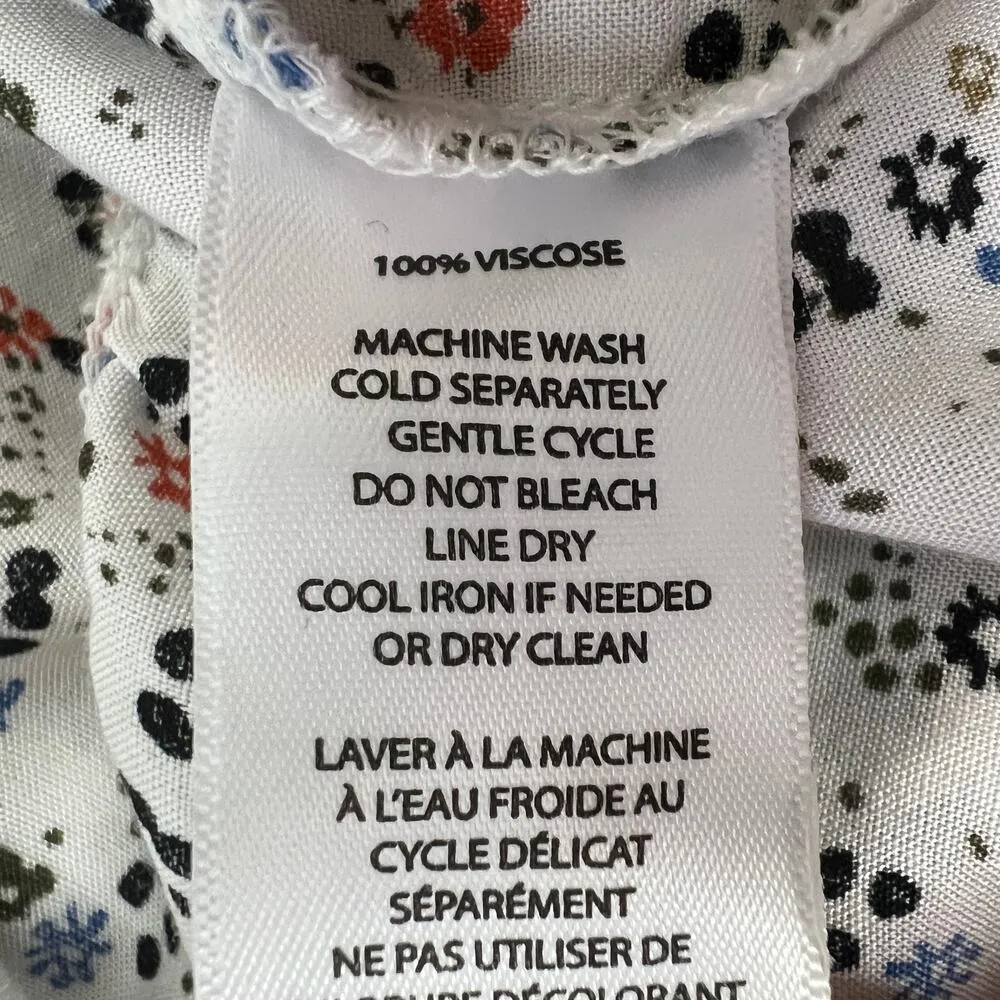 100% VISCOSE
MACHINE WASH
COLD SEPARATELY
GENTLE CYCLE
DO NOT BLEACH
LINE DRY
COOL IRON IF NEEDED
OR DRY CLEAN
LAVER À LA MACHINE
À L'EAU FROIDE AU
CYCLE DÉLICAT
SÉPARÉMENT
NE PAS UTILISER DE
DÉCOLORANT